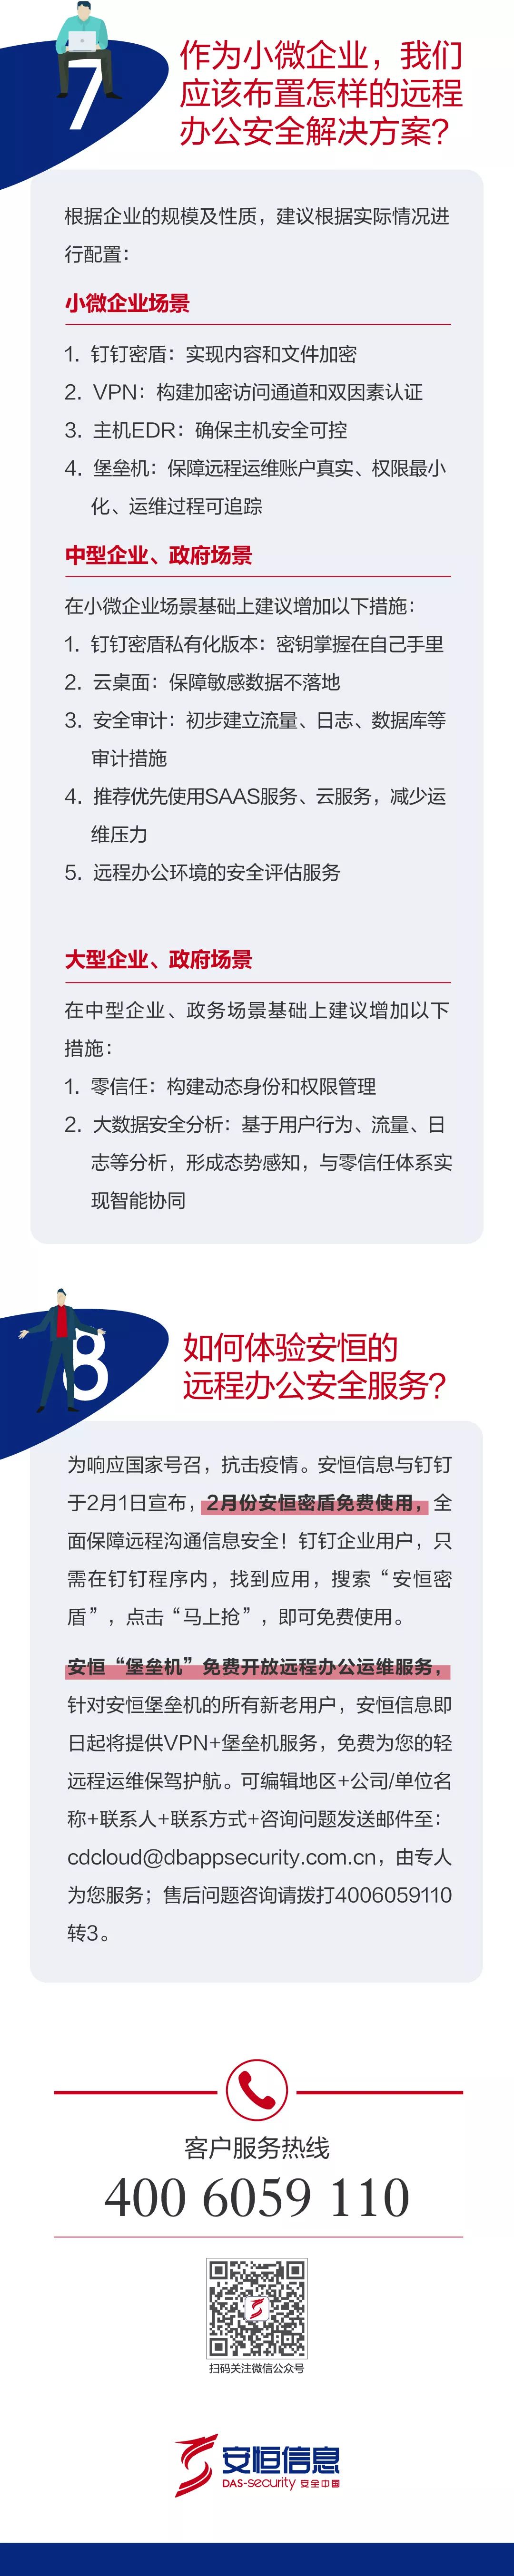 7
作为小微企业，我们
应该布置怎样的远程
办公安全解决方案？
根据企业的规模及性质，建议根据实际情况进
行配置：
小微企业场景
1. 钉钉密盾：实现内容和文件加密
2. VPN：构建加密访问通道和双因素认证
3. 主机EDR：确保主机安全可控
4. 堡垒机：保障远程运维账户真实、权限最小
化、运维过程可追踪
中型企业、政府场景
在小微企业场景基础上建议增加以下措施：
1. 钉钉密盾私有化版本：密钥掌握在自己手里
2. 云桌面：保障敏感数据不落地
3. 安全审计：初步建立流量、日志、数据库等
审计措施
4. 推荐优先使用SAAS服务、云服务，减少运
维压力
5. 远程办公环境的安全评估服务
大型企业、政府场景
在中型企业、政务场景基础上建议增加以下
措施：
1. 零信任：构建动态身份和权限管理
2. 大数据安全分析：基于用户行为、流量、日
志等分析，形成态势感知，与零信任体系实
现智能协同
8
如何体验安恒的
远程办公安全服务？
为响应国家号召，抗击疫情。安恒信息与钉钉
于2月1日宣布，2月份安恒密盾免费使用，全
面保障远程沟通信息安全！钉钉企业用户，只
需在钉钉程序内，找到应用，搜索“安恒密
盾”，点击“马上抢”，即可免费使用。
安恒“堡垒机”免费开放远程办公运维服务，
针对安恒堡垒机的所有新老用户，安恒信息即
日起将提供VPN+堡垒机服务，免费为您的轻
远程运维保驾护航。可编辑地区+公司/单位名
称+联系人+联系方式+咨询问题发送邮件至：
cdcloud@dbappsecurity.com.cn，由专人
为您服务；售后问题咨询请拨打4006059110
转3。
客户服务热线
400 6059 110
扫码关注微信公众号
安恒信息
DAS-security 安全中国